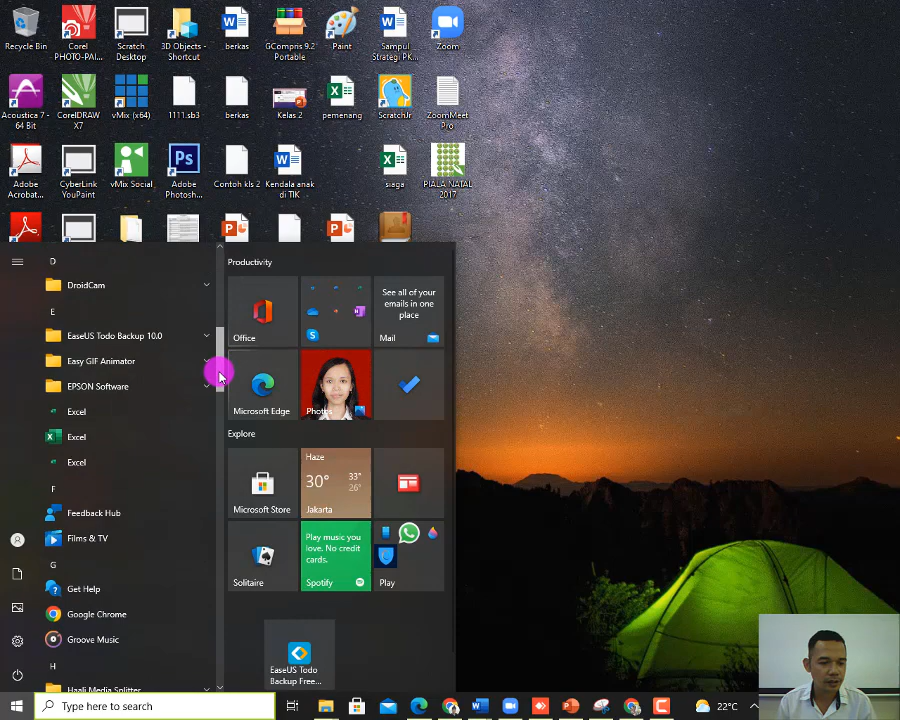 Recycle Bin
Corel PHOTO-PAI...
Scratch Desktop
3D Objects - Shortcut
berkas
GCompris 9.2 Portable
Paint
Sampul Strategi PK...
Zoom
Acoustica 7 - 64 Bit
CorelDRAW X7
vMix (x64)
1111.sb3
berkas
Kelas 2
pemenang
ScratchJr
ZoomMeet Pro
Adobe Acrobat...
CyberLink YouPaint
vMix Social
Adobe Photosh...
Contoh kls 2
Kendala anak di TIK
siaga
PIALA NATAL 2017
D
DroidCam
E
EaseUS Todo Backup 10.0
Easy GIF Animator
EPSON Software
Excel
Excel
Excel
F
Feedback Hub
Films & TV
G
Get Help
Google Chrome
Groove Music
H
Haali Media Splitter
Productivity
Office
See all of your
emails in one
place
Mail
Microsoft Edge
Photos
Explore
Microsoft Store
Haze
30°
33°
26°
Jakarta
Solitaire
Play music you
love. No credit
cards.
Spotify
Play
EaseUS Todo
Backup Free...
Type here to search
22°C